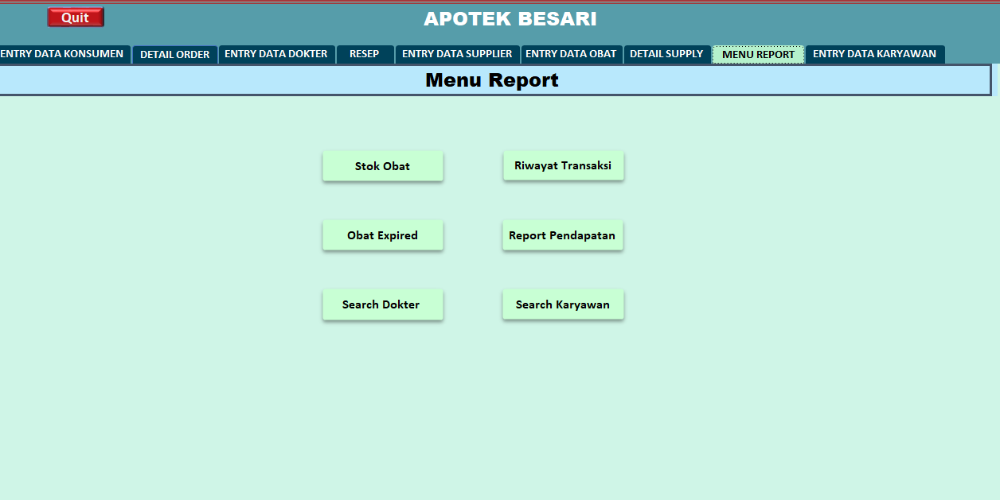 Quit
APOTEK BESARI
ENTRY DATA KONSUMEN
DETAIL ORDER
ENTRY DATA DOKTER
RESEP
ENTRY DATA SUPPLIER
ENTRY DATA OBAT
DETAIL SUPPLY
MENU REPORT
ENTRY DATA KARYAWAN
Menu Report
Stok Obat
Riwayat Transaksi
Obat Expired
Report Pendapatan
Search Dokter
Search Karyawan